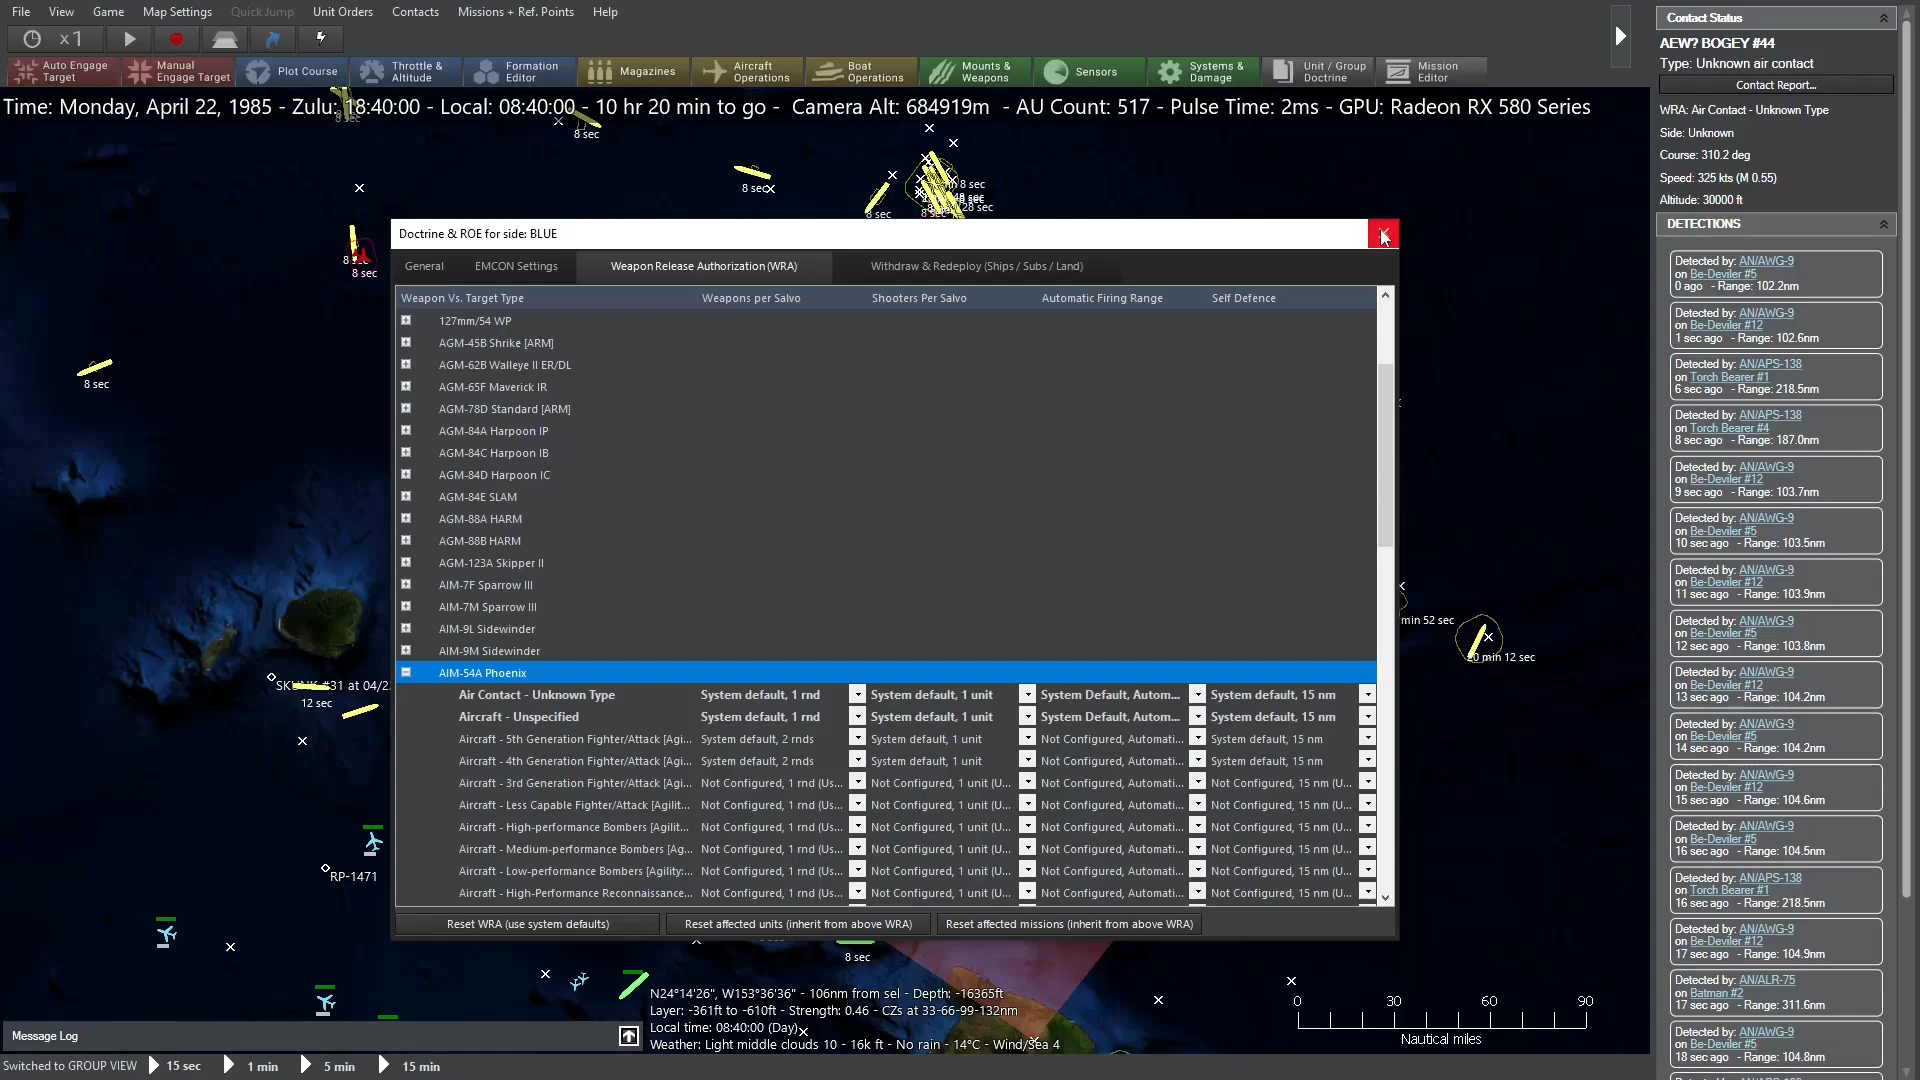 File View Game Map Settings Quick Jump Unit Orders Contacts Missions + Ref. Points Help
x1
Auto Engage Target
Manual Engage Target
Plot Course
Throttle & Altitude
Formation Editor
Magazines
Aircraft Operations
Boat Operations
Mounts & Weapons
Sensors
Systems & Damage
Unit / Group Doctrine
Mission Editor
Time: Monday, April 22, 1985 - Zulu: 18:40:00 - Local: 08:40:00 - 10 hr 20 min to go - Camera Alt: 684919m - AU Count: 517 - Pulse Time: 2ms - GPU: Radeon RX 580 Series
8 sec
8 sec
8 sec
8 sec
8 sec
28 sec
8 sec
8 sec
8 sec
Doctrine & ROE for side: BLUE
General EMCON Settings Weapon Release Authorization (WRA) Withdraw & Redeploy (Ships / Subs / Land)
Weapon Vs. Target Type Weapons per Salvo Shooters Per Salvo Automatic Firing Range Self Defence
127mm/54 WP
AGM-45B Shrike [ARM]
AGM-62B Walleye II ER/DL
AGM-65F Maverick IR
AGM-78D Standard [ARM]
AGM-84A Harpoon IP
AGM-84C Harpoon IB
AGM-84D Harpoon IC
AGM-84E SLAM
AGM-88A HARM
AGM-88B HARM
AGM-123A Skipper II
AIM-7F Sparrow III
AIM-7M Sparrow III
AIM-9L Sidewinder
AIM-9M Sidewinder
AIM-54A Phoenix
Air Contact - Unknown Type System default, 1 rnd System default, 1 unit System Default, Autom... System default, 15 nm
Aircraft - Unspecified System default, 1 rnd System default, 1 unit System Default, Autom... System default, 15 nm
Aircraft - 5th Generation Fighter/Attack [Agi... System default, 2 rnds System default, 1 unit Not Configured, Automati... System default, 15 nm
Aircraft - 4th Generation Fighter/Attack [Agi... System default, 2 rnds System default, 1 unit Not Configured, Automati... System default, 15 nm
Aircraft - 3rd Generation Fighter/Attack [Agi... Not Configured, 1 rnd (Us... Not Configured, 1 unit (U... Not Configured, Automati... Not Configured, 15 nm (U...
Aircraft - Less Capable Fighter/Attack [Agilit... Not Configured, 1 rnd (Us... Not Configured, 1 unit (U... Not Configured, Automati... Not Configured, 15 nm (U...
Aircraft - High-performance Bombers [Agilit... Not Configured, 1 rnd (Us... Not Configured, 1 unit (U... Not Configured, Automati... Not Configured, 15 nm (U...
Aircraft - Medium-performance Bombers [Ag... Not Configured, 1 rnd (Us... Not Configured, 1 unit (U... Not Configured, Automati... Not Configured, 15 nm (U...
Aircraft - Low-performance Bombers [Agility:... Not Configured, 1 rnd (Us... Not Configured, 1 unit (U... Not Configured, Automati... Not Configured, 15 nm (U...
Aircraft - High-Performance Reconnaissance... Not Configured, 1 rnd (Us... Not Configured, 1 unit (U... Not Configured, Automati... Not Configured, 15 nm (U...
Reset WRA (use system defaults) Reset affected units (inherit from above WRA) Reset affected missions (inherit from above WRA)
min 52 sec
min 12 sec
#31 at 04/2
12 sec
RP-1471
8 sec
N24°14'26", W153°36'36" - 106nm from sel - Depth: -16365ft
Layer: -361ft to -610ft - Strength: 0.46 - CZs at 33-66-99-132nm
Local time: 08:40:00 (Day)
Weather: Light middle clouds 10 - 16k ft - No rain - 14°C - Wind/Sea 4
0 30 60 90
Nautical miles
Message Log
Switched to GROUP VIEW 15 sec 1 min 5 min 15 min
Contact Status
AEW? BOGEY #44
Type: Unknown air contact
Contact Report...
WRA: Air Contact - Unknown Type
Side: Unknown
Course: 310.2 deg
Speed: 325 kts (M 0.55)
Altitude: 30000 ft
DETECTIONS
Detected by: AN/AWG-9
on Be-Deviler #5
0 ago - Range: 102.2nm
Detected by: AN/AWG-9
on Be-Deviler #12
1 sec ago - Range: 102.6nm
Detected by: AN/APS-138
on Torch Bearer #1
6 sec ago - Range: 218.5nm
Detected by: AN/APS-138
on Torch Bearer #4
8 sec ago - Range: 187.0nm
Detected by: AN/AWG-9
on Be-Deviler #12
9 sec ago - Range: 103.7nm
Detected by: AN/AWG-9
on Be-Deviler #5
10 sec ago - Range: 103.5nm
Detected by: AN/AWG-9
on Be-Deviler #12
11 sec ago - Range: 103.9nm
Detected by: AN/AWG-9
on Be-Deviler #5
12 sec ago - Range: 103.8nm
Detected by: AN/AWG-9
on Be-Deviler #12
13 sec ago - Range: 104.2nm
Detected by: AN/AWG-9
on Be-Deviler #5
14 sec ago - Range: 104.2nm
Detected by: AN/AWG-9
on Be-Deviler #12
15 sec ago - Range: 104.6nm
Detected by: AN/AWG-9
on Be-Deviler #5
16 sec ago - Range: 104.5nm
Detected by: AN/APS-138
on Torch Bearer #1
16 sec ago - Range: 218.5nm
Detected by: AN/AWG-9
on Be-Deviler #12
17 sec ago - Range: 104.9nm
Detected by: AN/ALR-75
on Batman #2
17 sec ago - Range: 311.6nm
Detected by: AN/AWG-9
on Be-Deviler #5
18 sec ago - Range: 104.8nm